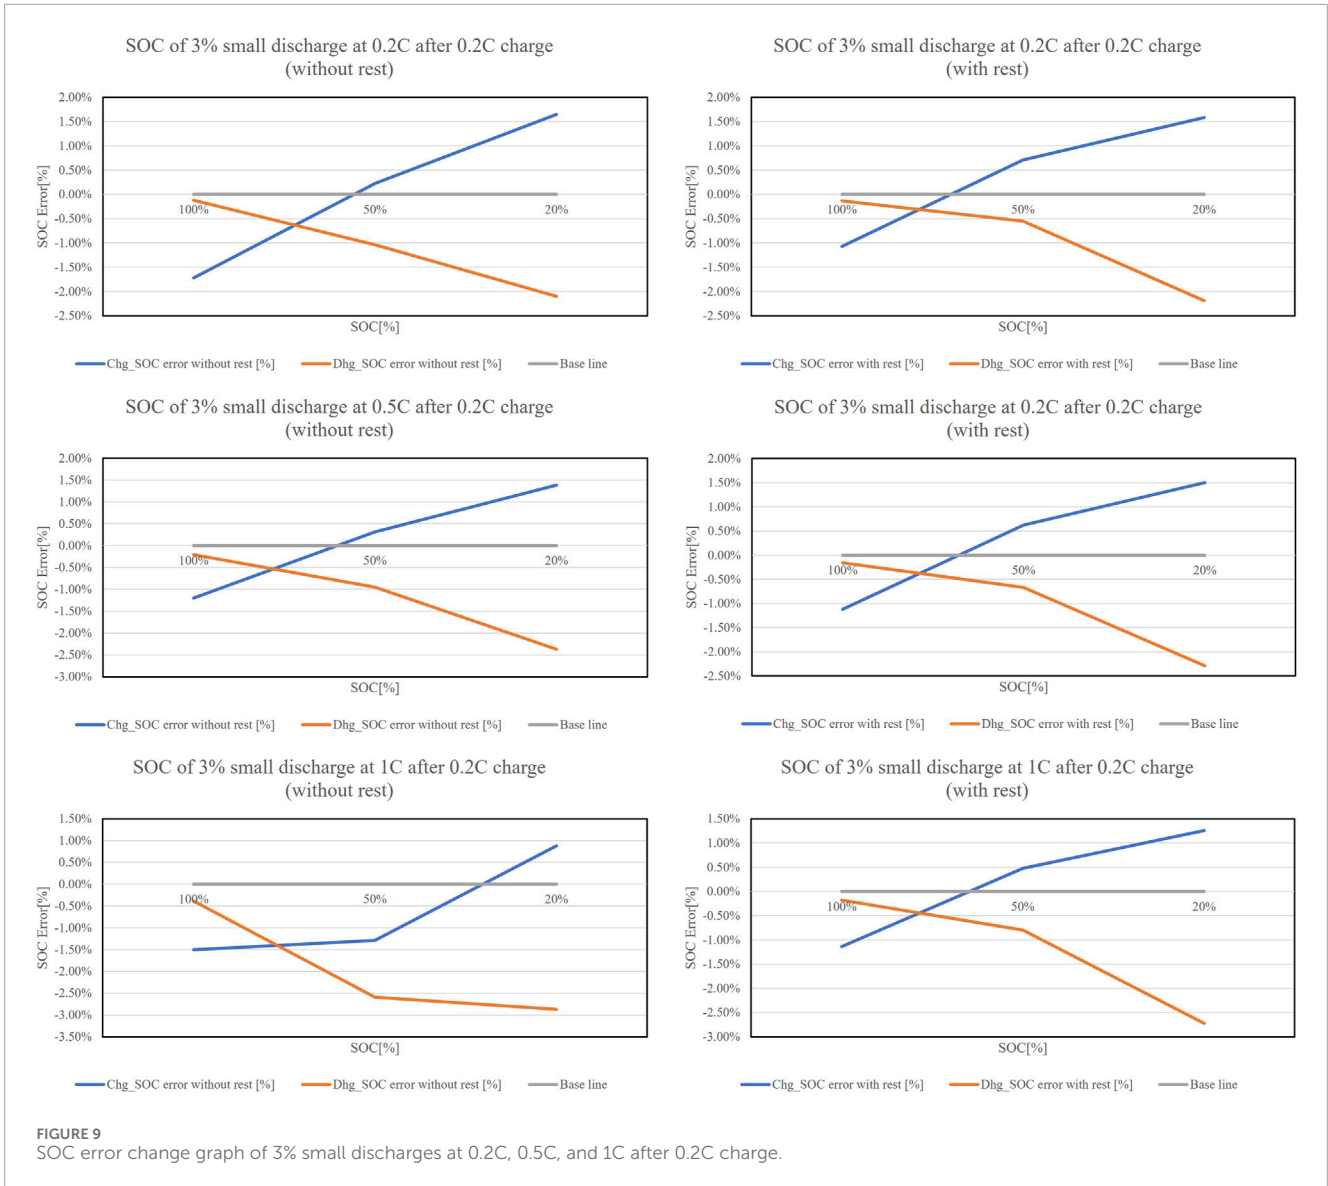 SOC of 3% small discharge at 0.2C after 0.2C charge
(without rest)
2.00%
1.50%
1.00%
0.50%
0.00%
-0.50%
-1.00%
-1.50%
-2.00%
-2.50%
SOC Error[%]
100%
50%
20%
SOC[%]
Chg_SOC error without rest [%]
Dhg_SOC error without rest [%]
Base line
SOC of 3% small discharge at 0.2C after 0.2C charge
(with rest)
2.00%
1.50%
1.00%
0.50%
0.00%
-0.50%
-1.00%
-1.50%
-2.00%
-2.50%
SOC Error[%]
100%
50%
20%
SOC[%]
Chg_SOC error with rest [%]
Dhg_SOC error with rest [%]
Base line
SOC of 3% small discharge at 0.5C after 0.2C charge
(without rest)
2.00%
1.50%
1.00%
0.50%
0.00%
-0.50%
-1.00%
-1.50%
-2.00%
-2.50%
-3.00%
SOC Error[%]
100%
50%
20%
SOC[%]
Chg_SOC error without rest [%]
Dhg_SOC error without rest [%]
Base line
SOC of 3% small discharge at 0.2C after 0.2C charge
(with rest)
2.00%
1.50%
1.00%
0.50%
0.00%
-0.50%
-1.00%
-1.50%
-2.00%
-2.50%
SOC Error[%]
100%
50%
20%
SOC[%]
Chg_SOC error with rest [%]
Dhg_SOC error with rest [%]
Base line
SOC of 3% small discharge at 1C after 0.2C charge
(without rest)
1.50%
1.00%
0.50%
0.00%
-0.50%
-1.00%
-1.50%
-2.00%
-2.50%
-3.00%
-3.50%
SOC Error[%]
100%
50%
20%
SOC[%]
Chg_SOC error without rest [%]
Dhg_SOC error without rest [%]
Base line
SOC of 3% small discharge at 1C after 0.2C charge
(with rest)
1.50%
1.00%
0.50%
0.00%
-0.50%
-1.00%
-1.50%
-2.00%
-2.50%
-3.00%
SOC Error[%]
100%
50%
20%
SOC[%]
Chg_SOC error with rest [%]
Dhg_SOC error with rest [%]
Base line
FIGURE 9
SOC error change graph of 3% small discharges at 0.2C, 0.5C, and 1C after 0.2C charge.